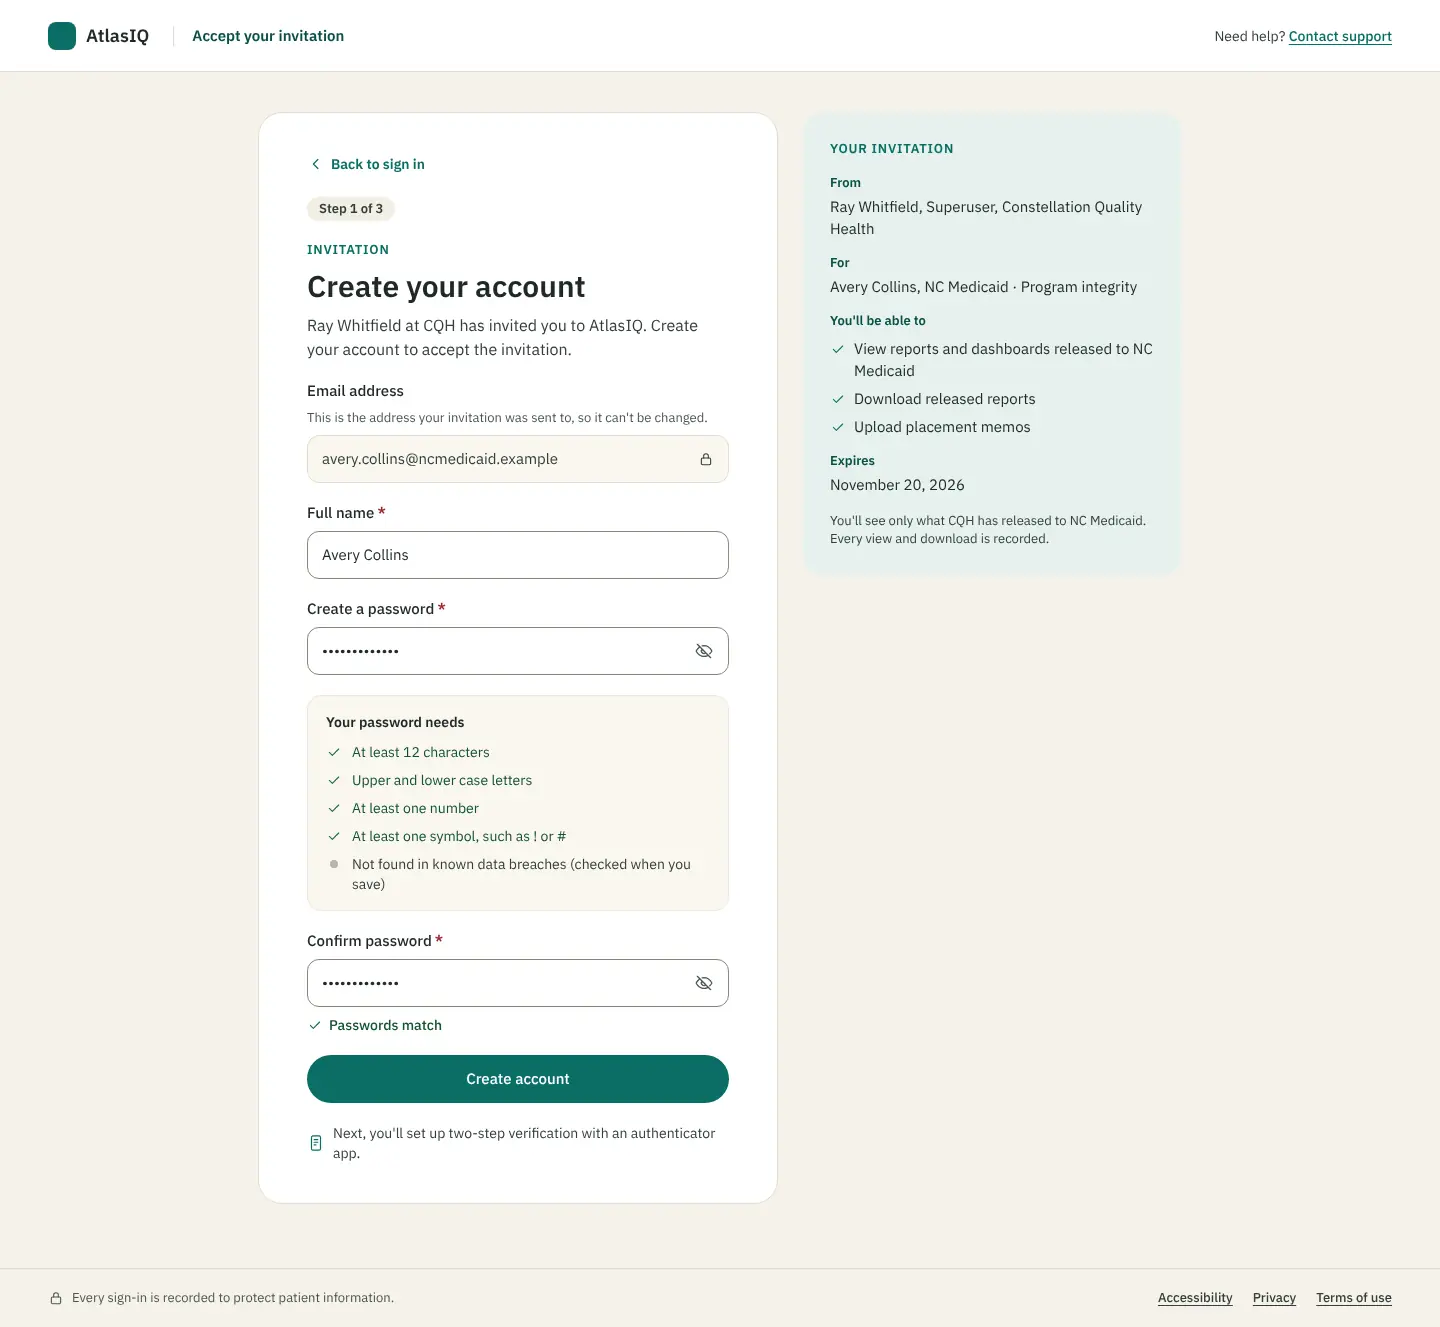 AtlasIQ
Accept your invitation
Need help? Contact support
Back to sign in
Step 1 of 3
INVITATION
Create your account
Ray Whitfield at CQH has invited you to AtlasIQ. Create
your account to accept the invitation.
Email address
This is the address your invitation was sent to, so it can't be changed.
avery.collins@ncmedicaid.example
Full name *
Avery Collins
Create a password *
•••••••••••••
Your password needs
At least 12 characters
Upper and lower case letters
At least one number
At least one symbol, such as ! or #
Not found in known data breaches (checked when you
save)
Confirm password *
•••••••••••••
Passwords match
Create account
Next, you'll set up two-step verification with an authenticator
app.
YOUR INVITATION
From
Ray Whitfield, Superuser, Constellation Quality
Health
For
Avery Collins, NC Medicaid · Program integrity
You'll be able to
View reports and dashboards released to NC
Medicaid
Download released reports
Upload placement memos
Expires
November 20, 2026
You'll see only what CQH has released to NC Medicaid.
Every view and download is recorded.
Every sign-in is recorded to protect patient information.
Accessibility
Privacy
Terms of use